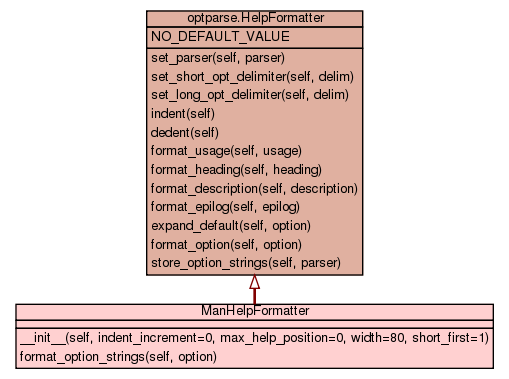 optparse.HelpFormatter
NO_DEFAULT_VALUE
set_parser(self, parser)
set_short_opt_delimiter(self, delim)
set_long_opt_delimiter(self, delim)
indent(self)
dedent(self)
format_usage(self, usage)
format_heading(self, heading)
format_description(self, description)
format_epilog(self, epilog)
expand_default(self, option)
format_option(self, option)
store_option_strings(self, parser)
ManHelpFormatter
__init__(self, indent_increment=0, max_help_position=0, width=80, short_first=1)
format_option_strings(self, option)